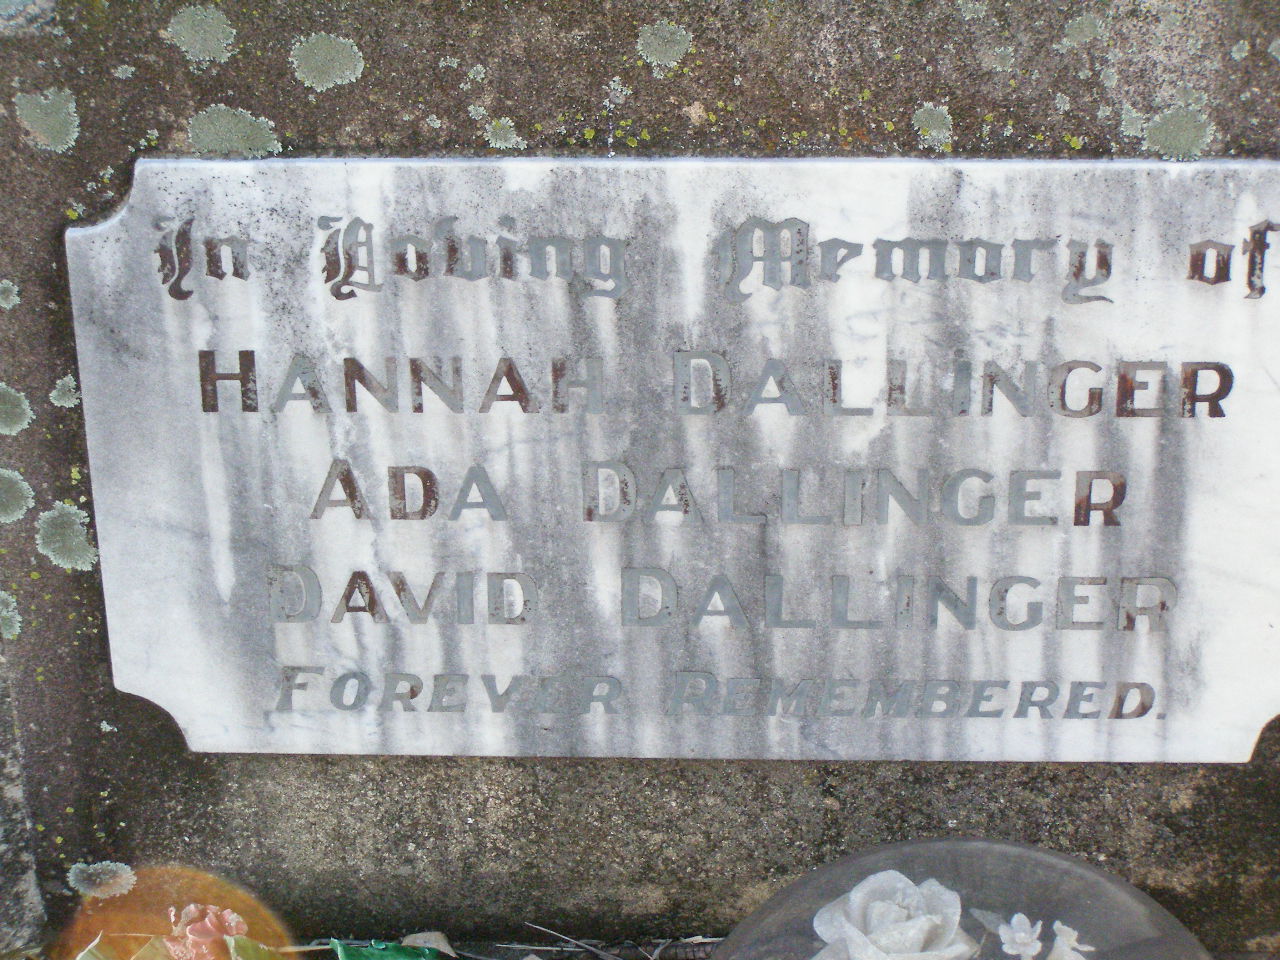 In Loving Memory of
HANNAH DALLINGER
ADA DALLINGER
DAVID DALLINGER
FOREVER REMEMBERED.